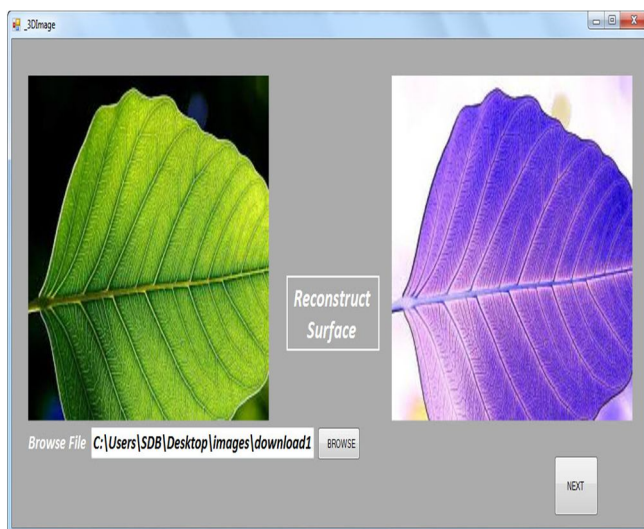 _3DImage
Reconstruct
Surface
Browse File C:\Users\SDB\Desktop\images\download1 BROWSE
NEXT